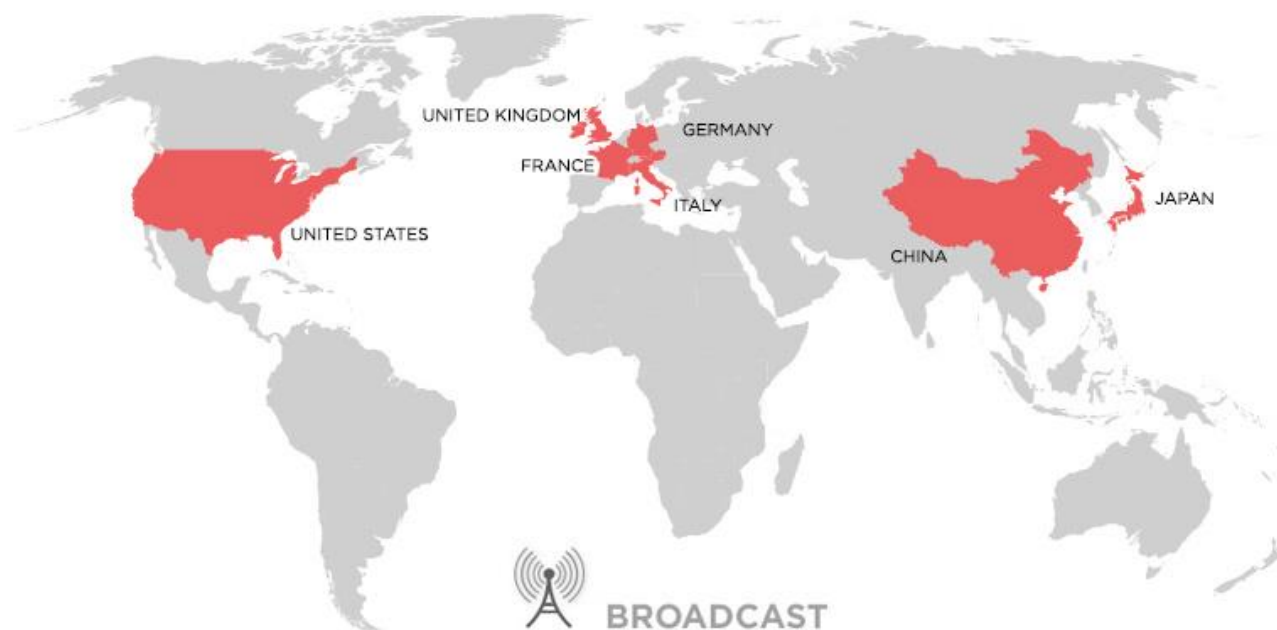 UNITED KINGDOM
GERMANY
FRANCE
ITALY
JAPAN
UNITED STATES
CHINA
BROADCAST